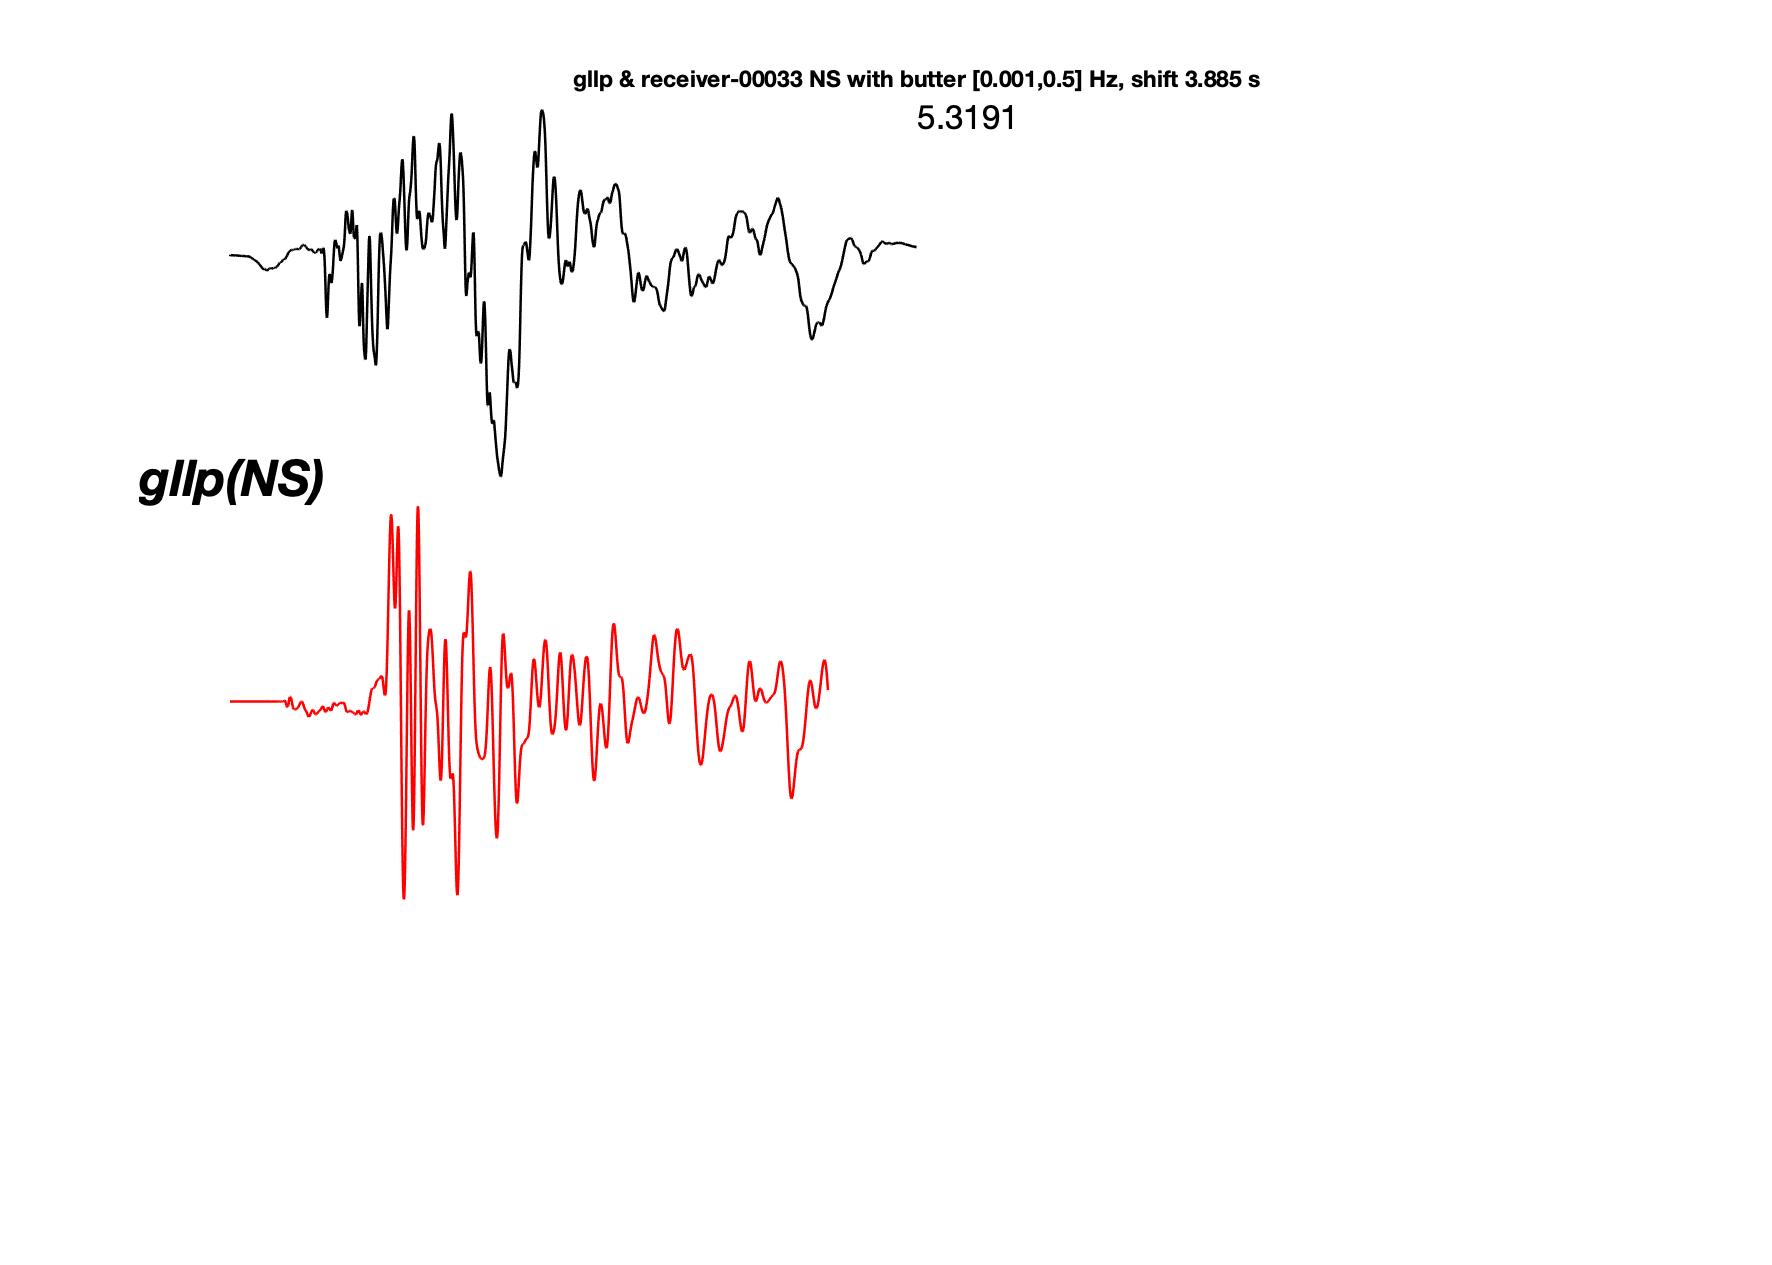 gllp & receiver-00033 NS with butter [0.001,0.5] Hz, shift 3.885 s
5.3191
gllp(NS)